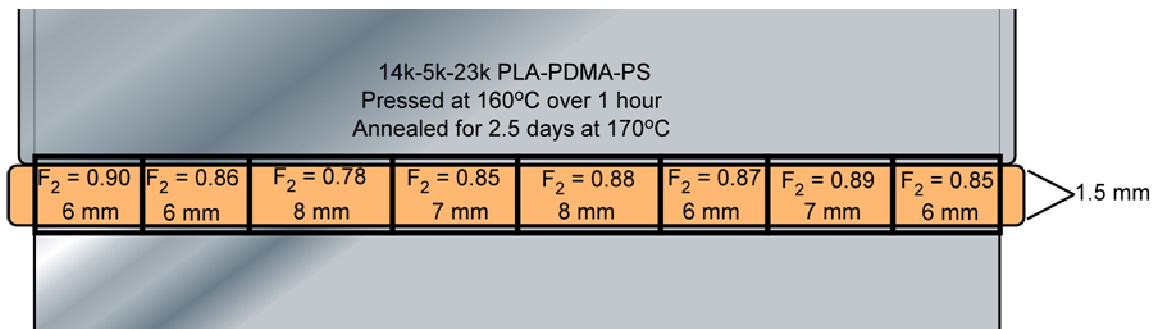 14k-5k-23k PLA-PDMA-PS
Pressed at 160ºC over 1 hour
Annealed for 2.5 days at 170ºC
F₂ = 0.90 F₂ = 0.86 F₂ = 0.78 F₂ = 0.85 F₂ = 0.88 F₂ = 0.87 F₂ = 0.89 F₂ = 0.85
6 mm 6 mm 8 mm 7 mm 8 mm 6 mm 7 mm 6 mm
1.5 mm